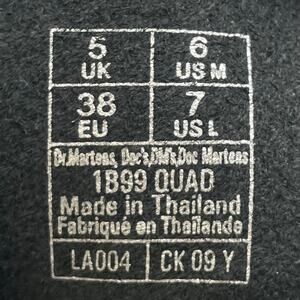 5 6
UK US M
38 7
EU US L
Dr.Martens, Doc's, DM's, Doc Martens
1B99 QUAD
Made in Thailand
Fabriqué en Thaïlande
LA004 CK 09 Y